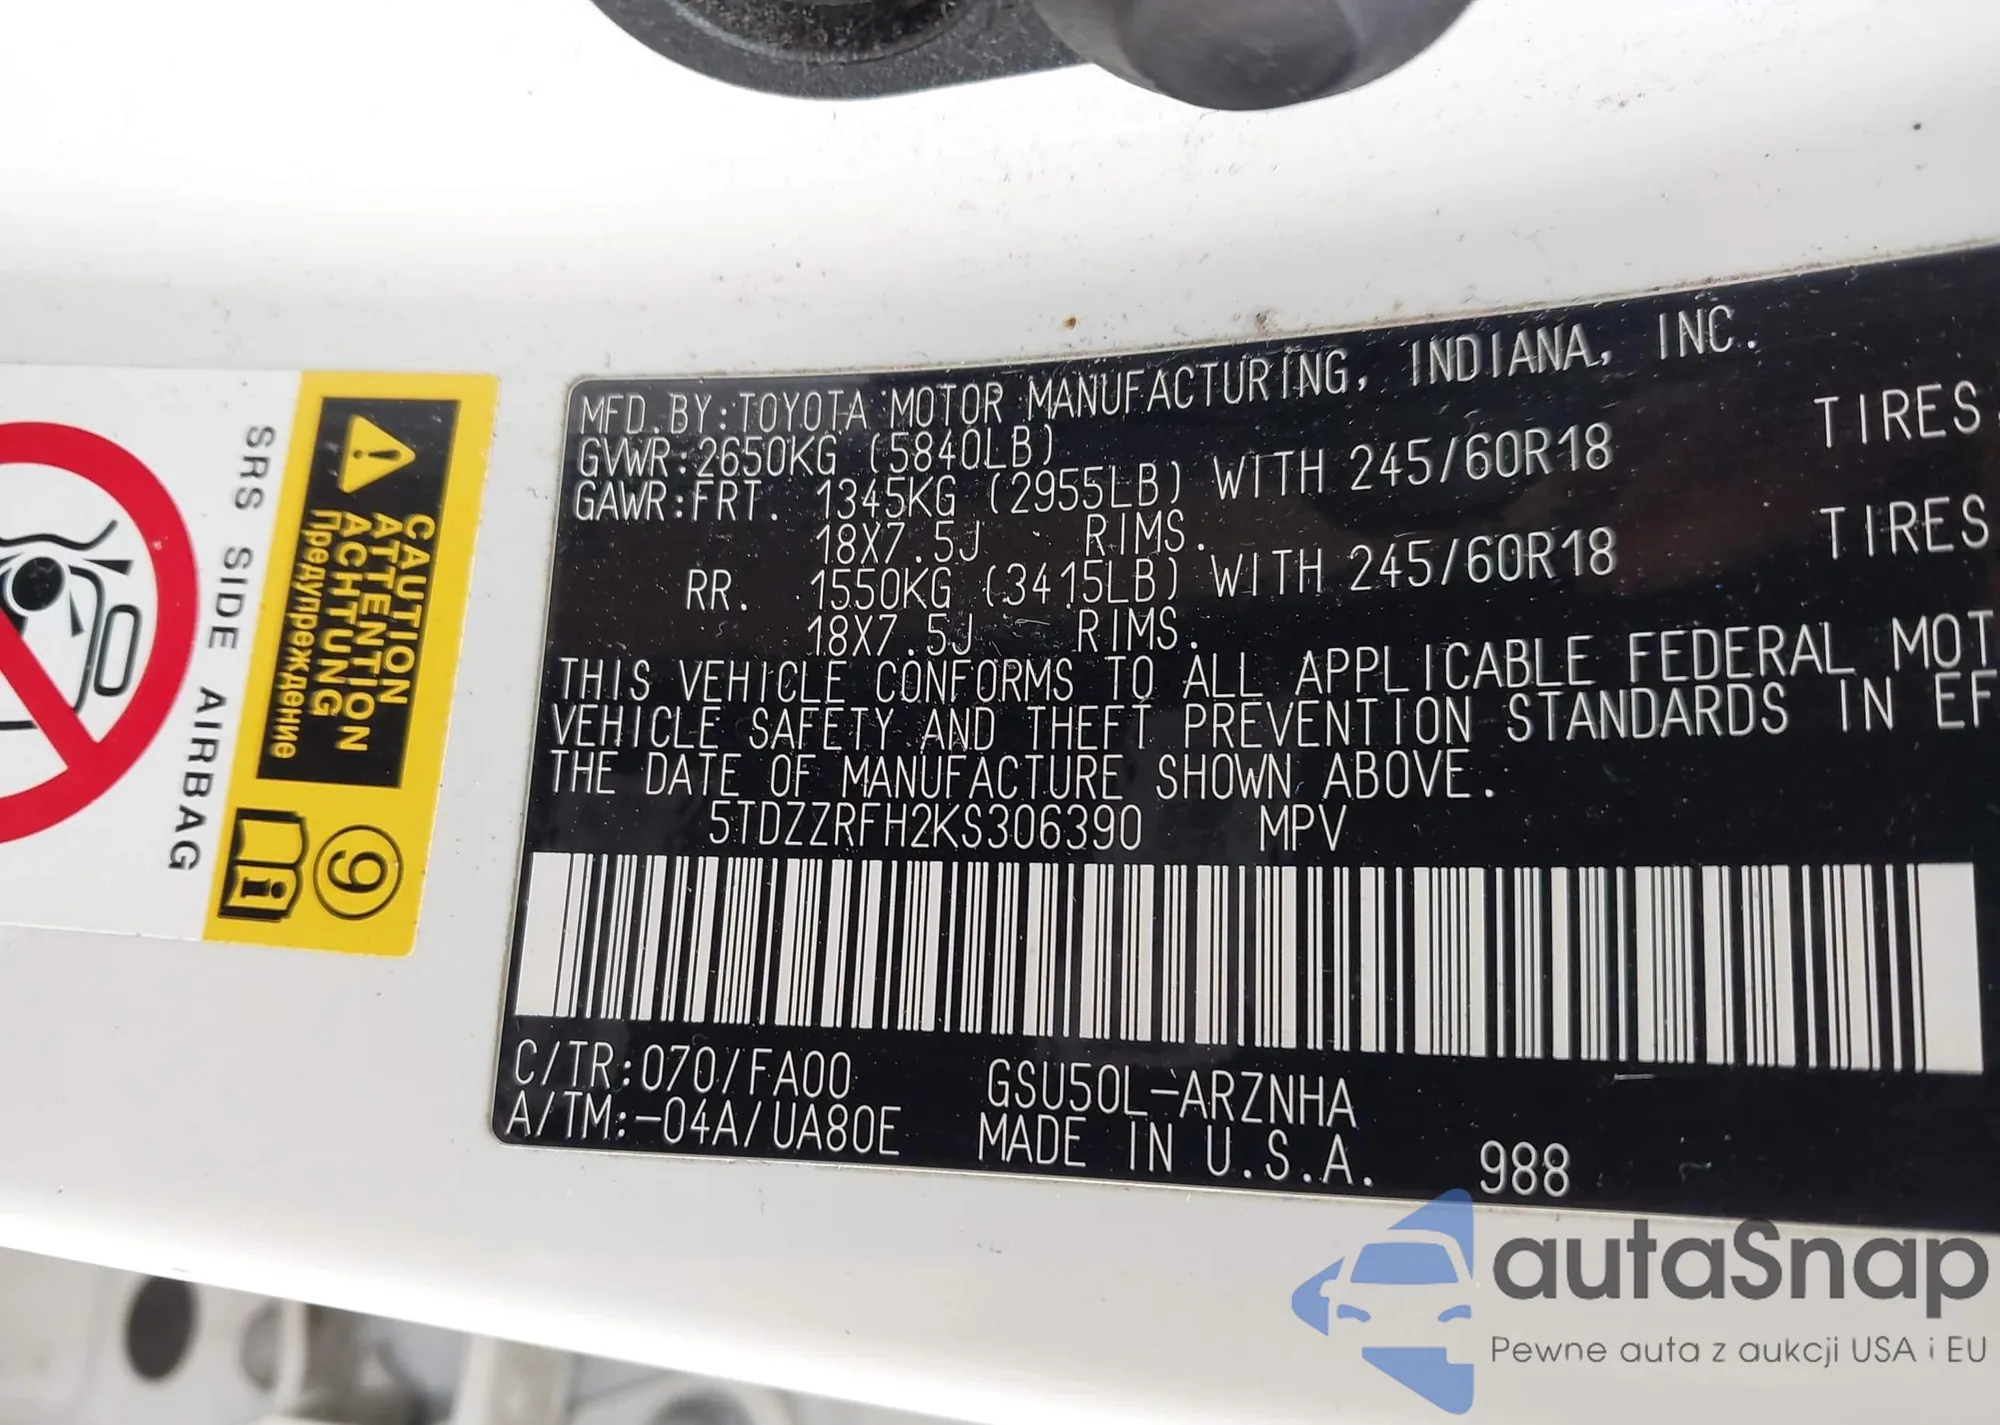 MFD. BY: TOYOTA MOTOR MANUFACTURING, INDIANA, INC.
GVWR: 2650KG (5840LB)
GAWR: FRT. 1345KG (2955LB) WITH 245/60R18 TIRES,
18X7.5J RIMS.
RR. 1550KG (3415LB) WITH 245/60R18 TIRES
18X7.5J RIMS.
THIS VEHICLE CONFORMS TO ALL APPLICABLE FEDERAL MOT
VEHICLE SAFETY AND THEFT PREVENTION STANDARDS IN EF
THE DATE OF MANUFACTURE SHOWN ABOVE.
5TDZZRFH2KS306390 MPV
C/TR: 070/FA00 GSU50L-ARZNHA
A/TM: -04A/UA80E MADE IN U.S.A. 988
CAUTION
ATTENTION
ACHTUNG
Предупреждение
9
SRS SIDE AIRBAG
autoSnap
Pewne auta z aukcji USA i EU